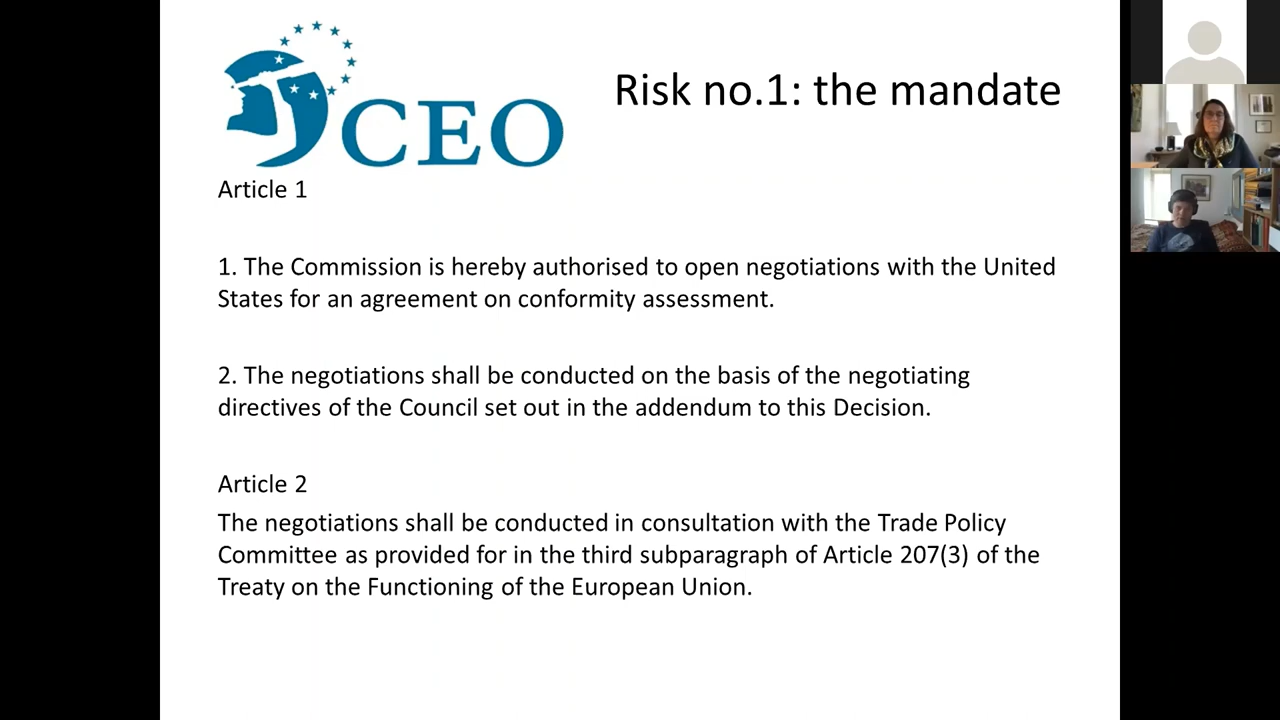 CEO
Risk no.1: the mandate
Article 1
1. The Commission is hereby authorised to open negotiations with the United
States for an agreement on conformity assessment.
2. The negotiations shall be conducted on the basis of the negotiating
directives of the Council set out in the addendum to this Decision.
Article 2
The negotiations shall be conducted in consultation with the Trade Policy
Committee as provided for in the third subparagraph of Article 207(3) of the
Treaty on the Functioning of the European Union.